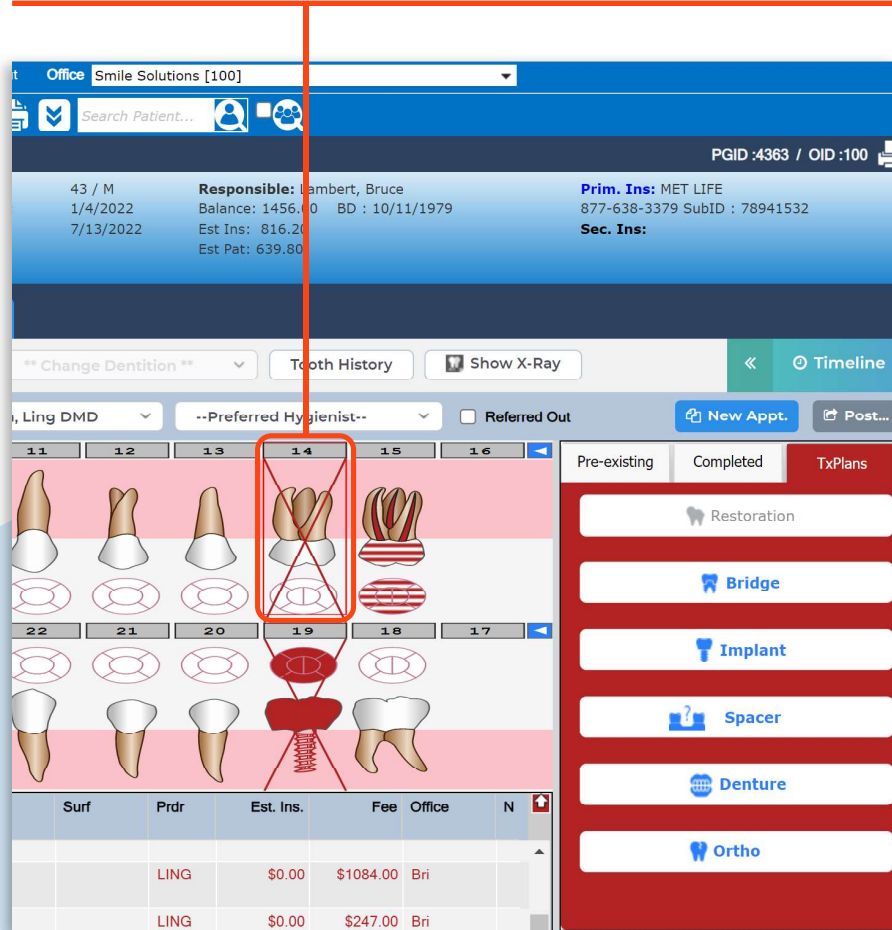 Office Smile Solutions [100]
Search Patient...
PGID :4363 / OID :100
43 / M
1/4/2022
7/13/2022
Responsible: Lambert, Bruce
Balance: 1456.00 BD : 10/11/1979
Est Ins: 816.20
Est Pat: 639.80
Prim. Ins: MET LIFE
877-638-3379 SubID : 78941532
Sec. Ins:
** Change Dentition **
Tooth History
Show X-Ray
« Timeline
, Ling DMD
--Preferred Hygienist--
Referred Out
New Appt.
Post...
11 12 13 14 15 16
22 21 20 19 18 17
Pre-existing Completed TxPlans
Restoration
Bridge
Implant
? Spacer
Denture
Ortho
Surf Prdr Est. Ins. Fee Office N
LING $0.00 $1084.00 Bri
LING $0.00 $247.00 Bri